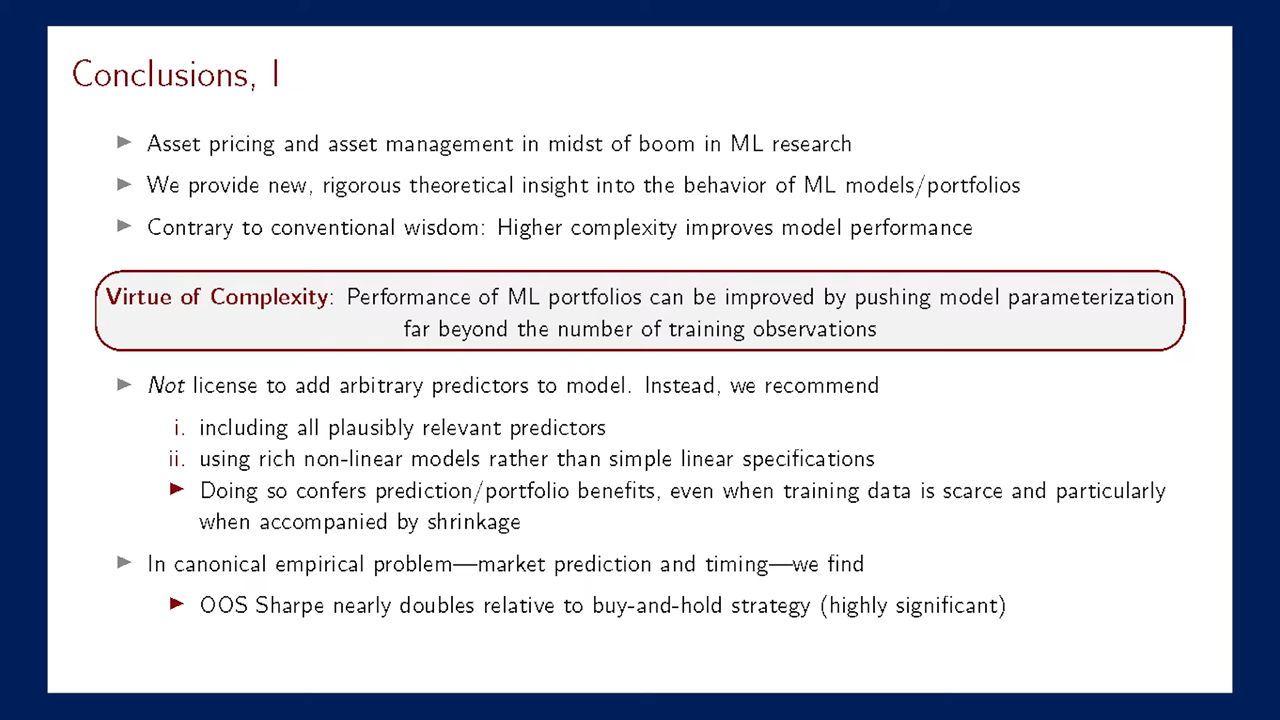 Conclusions, I
Asset pricing and asset management in midst of boom in ML research
We provide new, rigorous theoretical insight into the behavior of ML models/portfolios
Contrary to conventional wisdom: Higher complexity improves model performance
Virtue of Complexity: Performance of ML portfolios can be improved by pushing model parameterization
far beyond the number of training observations
Not license to add arbitrary predictors to model. Instead, we recommend
i. including all plausibly relevant predictors
ii. using rich non-linear models rather than simple linear specifications
Doing so confers prediction/portfolio benefits, even when training data is scarce and particularly
when accompanied by shrinkage
In canonical empirical problem—market prediction and timing—we find
OOS Sharpe nearly doubles relative to buy-and-hold strategy (highly significant)